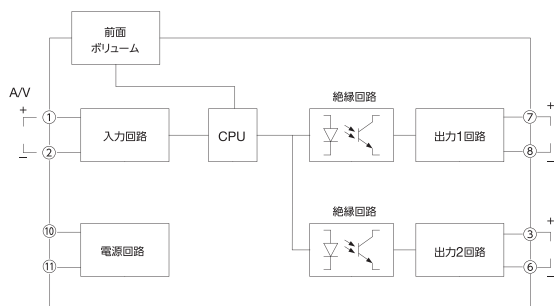 前面
ボリューム
A/V
+
①
−
②
入力回路
CPU
絶縁回路
出力1回路
⑦
+
⑧
−
⑩
⑪
電源回路
絶縁回路
出力2回路
③
+
⑥
−